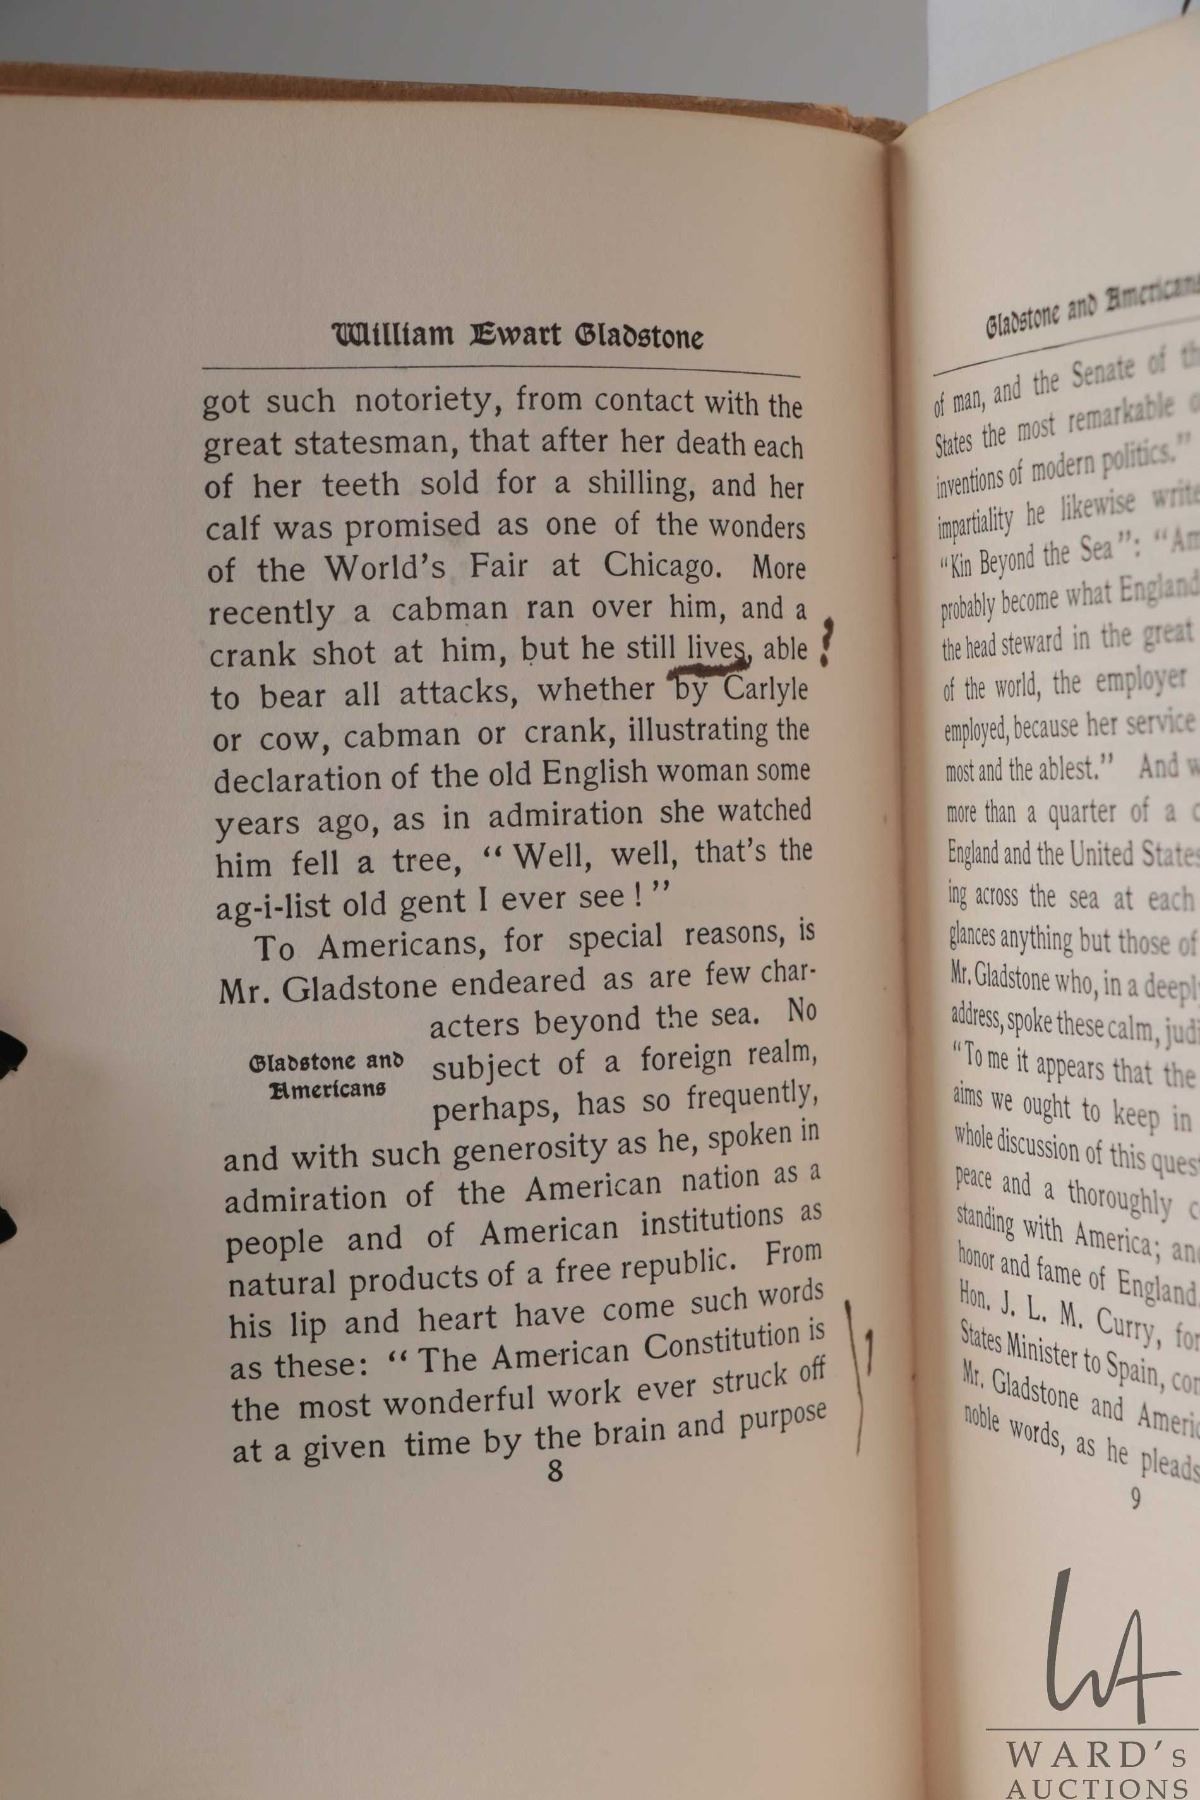 William Ewart Gladstone
got such notoriety, from contact with the
great statesman, that after her death each
of her teeth sold for a shilling, and her
calf was promised as one of the wonders
of the World's Fair at Chicago. More
recently a cabman ran over him, and a
crank shot at him, but he still lives, able
?
to bear all attacks, whether by Carlyle
or cow, cabman or crank, illustrating the
declaration of the old English woman some
years ago, as in admiration she watched
him fell a tree, “Well, well, that's the
ag-i-list old gent I ever see!”
To Americans, for special reasons, is
Mr. Gladstone endeared as are few char-
acters beyond the sea. No
Gladstone and
Americans
subject of a foreign realm,
perhaps, has so frequently,
and with such generosity as he, spoken in
admiration of the American nation as a
people and of American institutions as
natural products of a free republic. From
his lip and heart have come such words
as these: “The American Constitution is
the most wonderful work ever struck off
at a given time by the brain and purpose
8
Gladstone and Americans
of man, and the Senate of
States the most remarkable
inventions of modern politics.”
impartiality he likewise
“Kin Beyond the Sea”: “
probably become what England
the head steward in the great
of the world, the employer
employed, because her service
most and the ablest.” And
more than a quarter of a
England and the United States
ing across the sea at each
glances anything but those of
Mr. Gladstone who, in a
address, spoke these calm,
“To me it appears that the
aims we ought to keep in
whole discussion of this
peace and a thoroughly
standing with America;
honor and fame of England
Hon. J. L. M. Curry,
States Minister to Spain,
Mr. Gladstone and
noble words, as he pleads
9
WA
WARD's
AUCTIONS